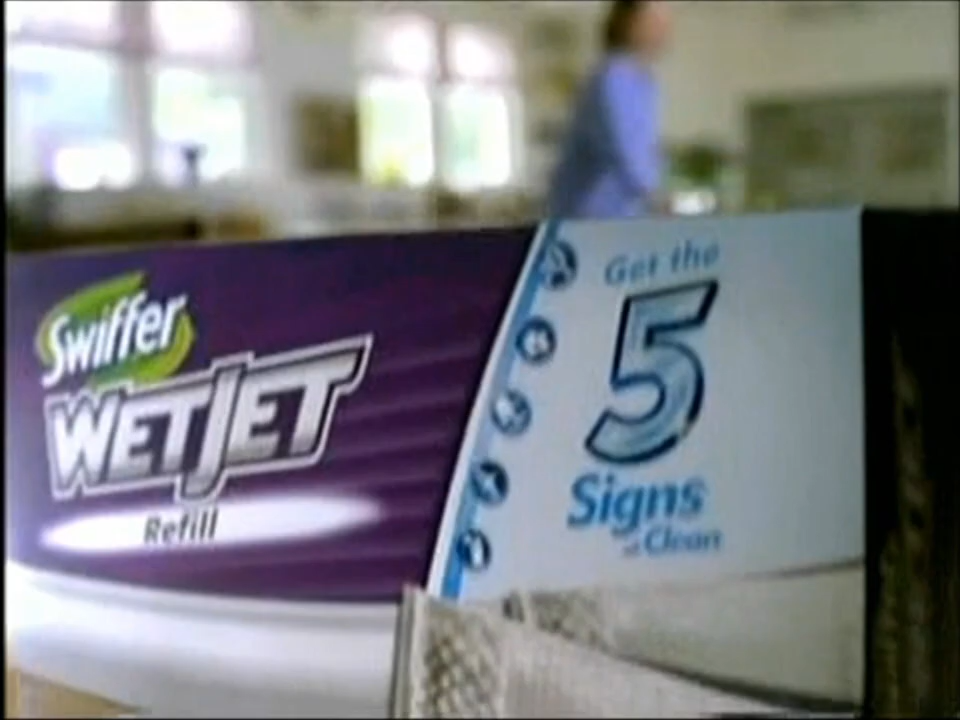 Swiffer
WETJET
Refill
Get the
5
Signs
of Clean